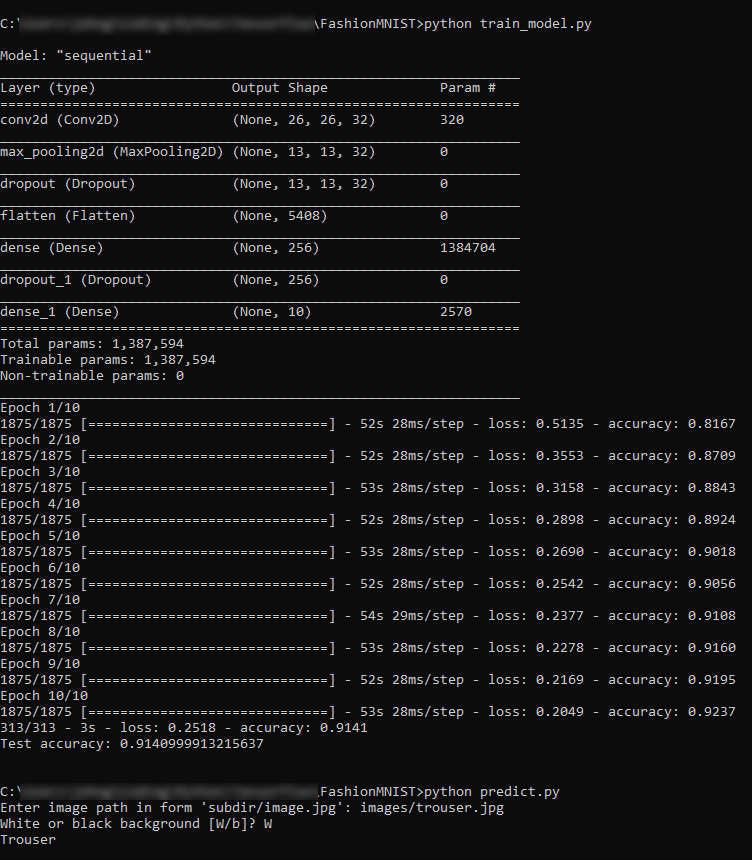 C:\ \FashionMNIST>python train_model.py
Model: "sequential"
_________________________________________________________________
Layer (type)                 Output Shape              Param #
=================================================================
conv2d (Conv2D)              (None, 26, 26, 32)        320
_________________________________________________________________
max_pooling2d (MaxPooling2D) (None, 13, 13, 32)        0
_________________________________________________________________
dropout (Dropout)            (None, 13, 13, 32)        0
_________________________________________________________________
flatten (Flatten)            (None, 5408)              0
_________________________________________________________________
dense (Dense)                (None, 256)               1384704
_________________________________________________________________
dropout_1 (Dropout)          (None, 256)               0
_________________________________________________________________
dense_1 (Dense)              (None, 10)                2570
=================================================================
Total params: 1,387,594
Trainable params: 1,387,594
Non-trainable params: 0
_________________________________________________________________
Epoch 1/10
1875/1875 [==============================] - 52s 28ms/step - loss: 0.5135 - accuracy: 0.8167
Epoch 2/10
1875/1875 [==============================] - 52s 28ms/step - loss: 0.3553 - accuracy: 0.8709
Epoch 3/10
1875/1875 [==============================] - 53s 28ms/step - loss: 0.3158 - accuracy: 0.8843
Epoch 4/10
1875/1875 [==============================] - 52s 28ms/step - loss: 0.2898 - accuracy: 0.8924
Epoch 5/10
1875/1875 [==============================] - 53s 28ms/step - loss: 0.2690 - accuracy: 0.9018
Epoch 6/10
1875/1875 [==============================] - 52s 28ms/step - loss: 0.2542 - accuracy: 0.9056
Epoch 7/10
1875/1875 [==============================] - 54s 29ms/step - loss: 0.2377 - accuracy: 0.9108
Epoch 8/10
1875/1875 [==============================] - 53s 28ms/step - loss: 0.2278 - accuracy: 0.9160
Epoch 9/10
1875/1875 [==============================] - 52s 28ms/step - loss: 0.2169 - accuracy: 0.9195
Epoch 10/10
1875/1875 [==============================] - 53s 28ms/step - loss: 0.2049 - accuracy: 0.9237
313/313 - 3s - loss: 0.2518 - accuracy: 0.9141
Test accuracy: 0.9140999913215637
C:\ \FashionMNIST>python predict.py
Enter image path in form 'subdir/image.jpg': images/trouser.jpg
White or black background [W/b]? W
Trouser